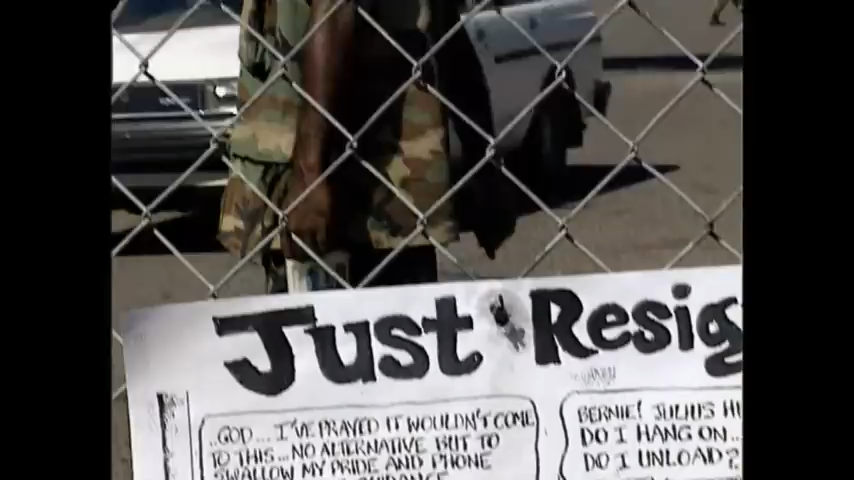 Just Resig
..GOD... I'VE PRAYED IT WOULDN'T COME
TO THIS... NO ALTERNATIVE BUT TO
SWALLOW MY PRIDE AND PHONE
BERNIE! JULIUS HI
DO I HANG ON..
DO I UNLOAD?